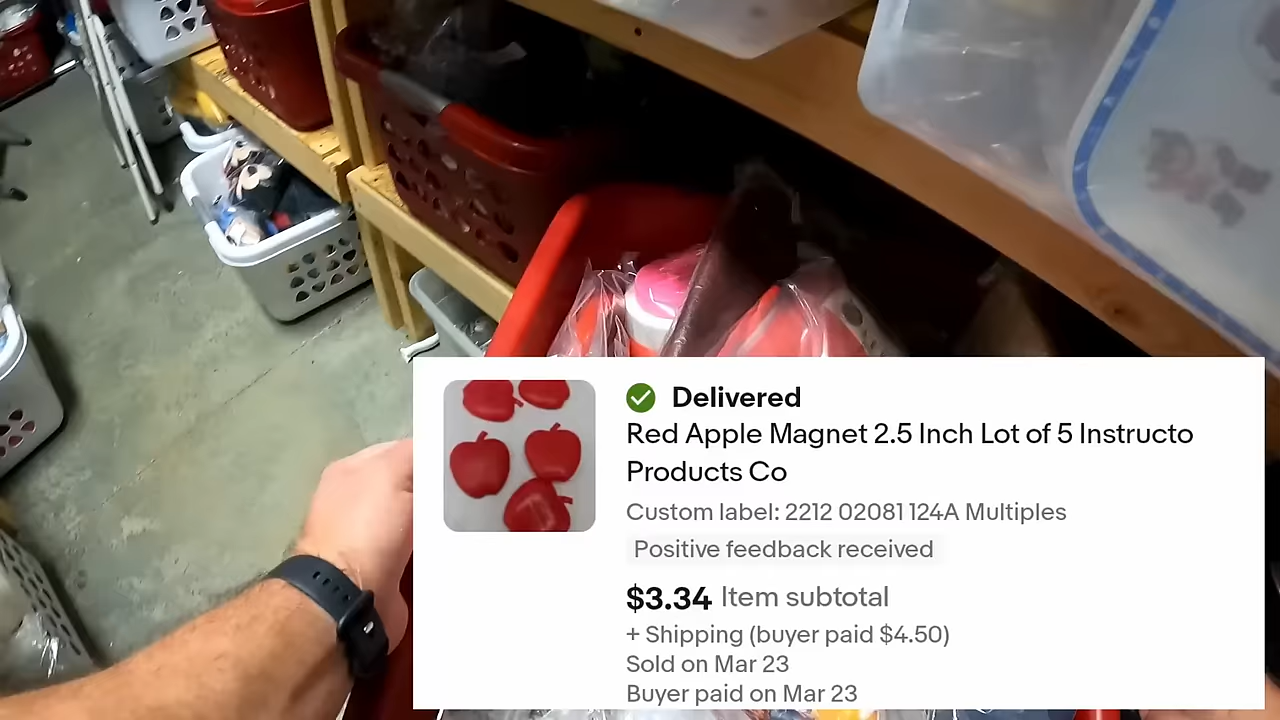 Delivered
Red Apple Magnet 2.5 Inch Lot of 5 Instructo
Products Co
Custom label: 2212 02081 124A Multiples
Positive feedback received
$3.34 Item subtotal
+ Shipping (buyer paid $4.50)
Sold on Mar 23
Buyer paid on Mar 23